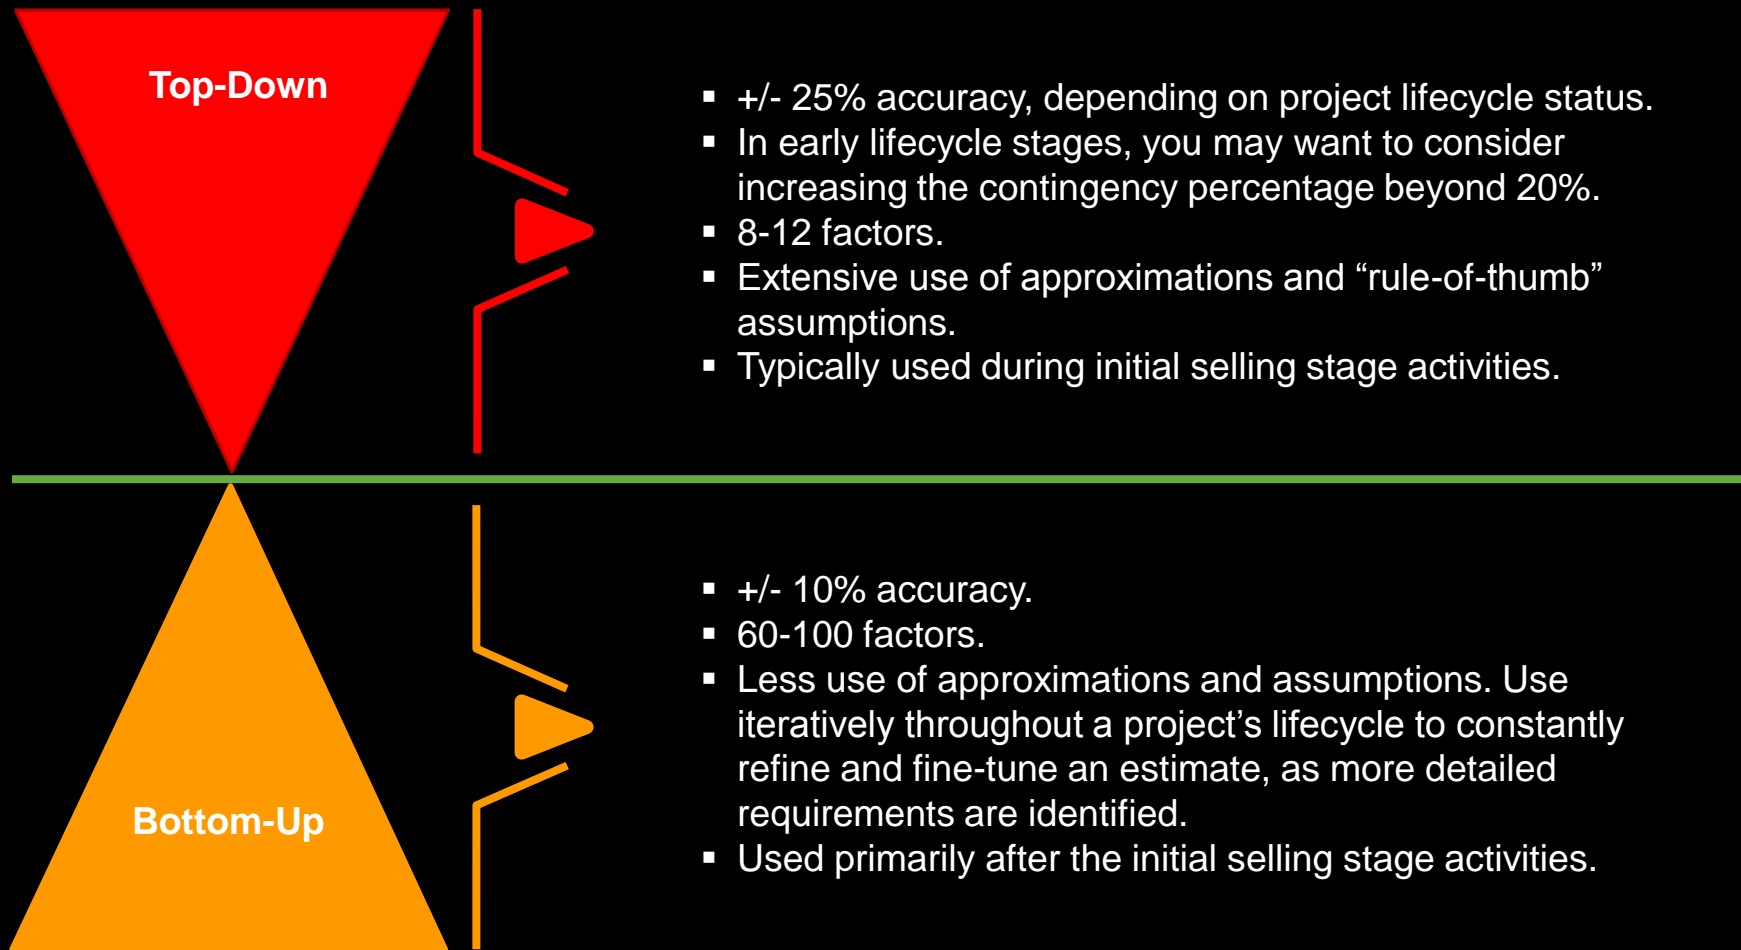 Top-Down
▪ +/- 25% accuracy, depending on project lifecycle status.
▪ In early lifecycle stages, you may want to consider
increasing the contingency percentage beyond 20%.
▪ 8-12 factors.
▪ Extensive use of approximations and “rule-of-thumb”
assumptions.
▪ Typically used during initial selling stage activities.
Bottom-Up
▪ +/- 10% accuracy.
▪ 60-100 factors.
▪ Less use of approximations and assumptions. Use
iteratively throughout a project’s lifecycle to constantly
refine and fine-tune an estimate, as more detailed
requirements are identified.
▪ Used primarily after the initial selling stage activities.